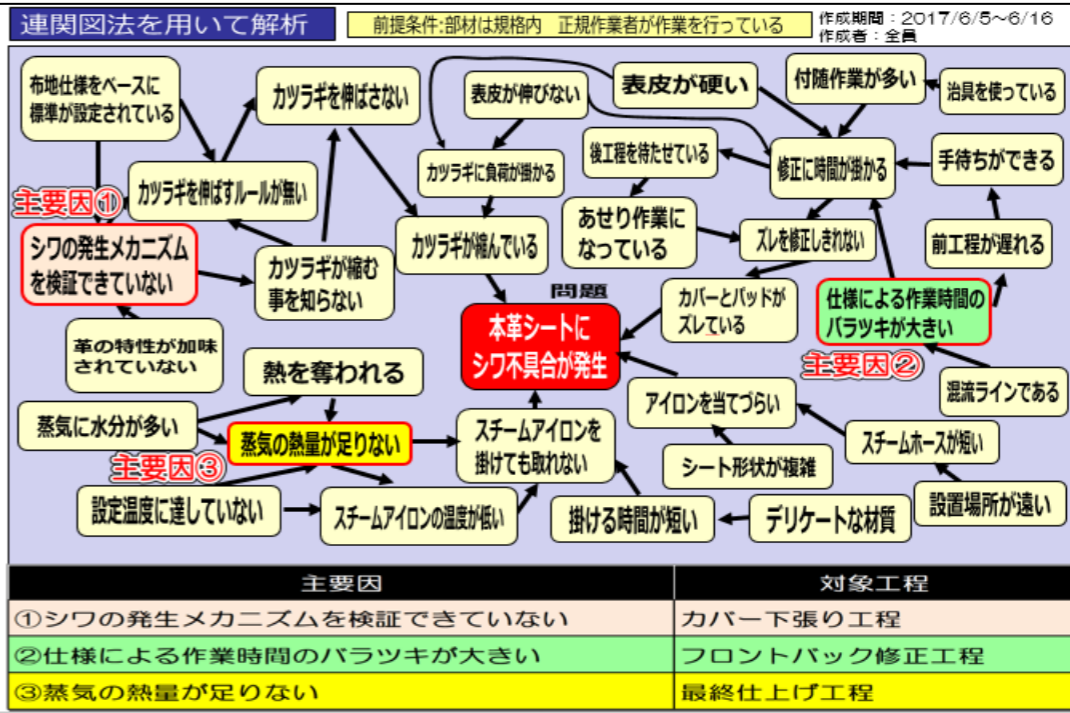 連関図法を用いて解析
前提条件:部材は規格内 正規作業者が作業を行っている
作成期間：2017/6/5~6/16
作成者：全員
布地仕様をベースに
標準が設定されている
カツラギを伸ばさない
表皮が伸びない
表皮が硬い
付随作業が多い
治具を使っている
カツラギを伸ばすルールが無い
カツラギに負荷が掛かる
後工程を待たせている
修正に時間が掛かる
手待ちができる
主要因①
シワの発生メカニズム
を検証できていない
カツラギが縮む
事を知らない
カツラギが縮んでいる
あせり作業に
なっている
ズレを修正しきれない
前工程が遅れる
問題
本革シートに
シワ不具合が発生
カバーとパッドが
ズレている
仕様による作業時間の
バラツキが大きい
主要因②
革の特性が加味
されていない
熱を奪われる
混流ラインである
蒸気に水分が多い
蒸気の熱量が足りない
主要因③
スチームアイロンを
掛けても取れない
アイロンを当てづらい
スチームホースが短い
シート形状が複雑
設定温度に達していない
スチームアイロンの温度が低い
掛ける時間が短い
デリケートな材質
設置場所が遠い
主要因
対象工程
①シワの発生メカニズムを検証できていない
カバー下張り工程
②仕様による作業時間のバラツキが大きい
フロントバック修正工程
③蒸気の熱量が足りない
最終仕上げ工程